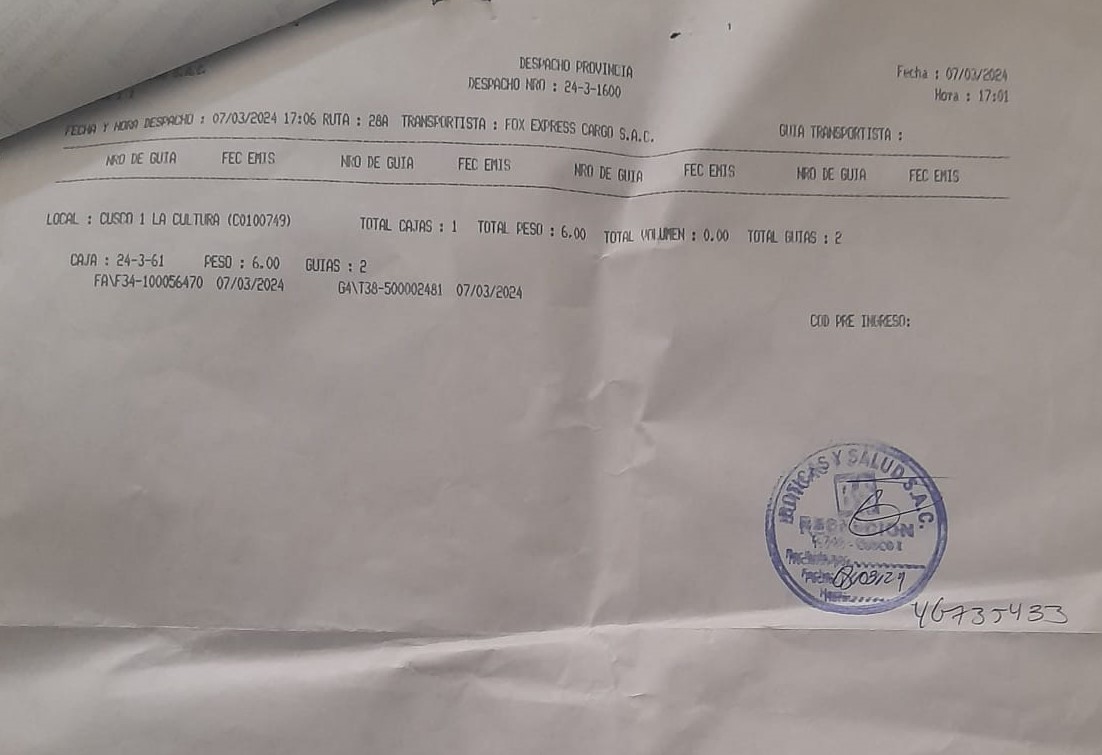 DESPACHO PROVINCIA
Fecha : 07/03/2024
DESPACHO NRO : 24-3-1600
Hora : 17:01
FECHA Y HORA DESPACHO : 07/03/2024 17:06 RUTA : 28A TRANSPORTISTA : FOX EXPRESS CARGO S.A.C. GUIA TRANSPORTISTA :
NRO DE GUIA FEC EMIS NRO DE GUIA FEC EMIS NRO DE GUIA FEC EMIS NRO DE GUIA FEC EMIS
LOCAL : CUSCO 1 LA CULTURA (C0100749) TOTAL CAJAS : 1 TOTAL PESO : 6.00 TOTAL VOLUMEN : 0.00 TOTAL GUIAS : 2
CAJA : 24-3-61 PESO : 6.00 GUIAS : 2
FA\F34-100056470 07/03/2024 G4\T38-500002481 07/03/2024
COD PRE INGRESO:
BOTICAS Y SALUD S.A.C.
RECEPCION
CUSCO I
Fecha:
Hora:
46735433